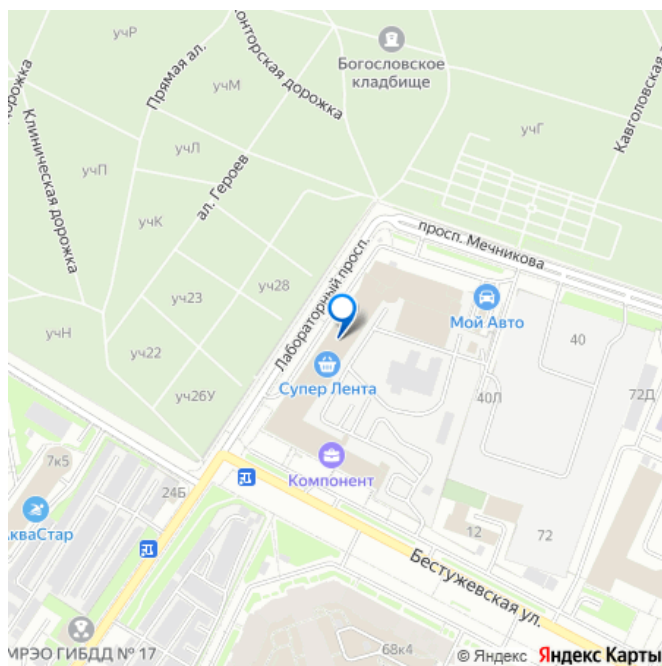 учР
Прямая ал.
Конторская дорожка
Богословское
кладбище
Кавголовская а
дорожка
Клиническая дорожка
учМ
учГ
учЛ
учП
ал. Героев
учК
Лабораторный просп.
просп. Мечникова
уч28
уч23
Мой Авто
40
учН
уч22
Супер Лента
уч26У
40Л
72Д
7к5
Компонент
24Б
АкваСтар
12
72
Бестужевская ул.
МРЭО ГИБДД № 17
68к4
© Яндекс Яндекс Карты